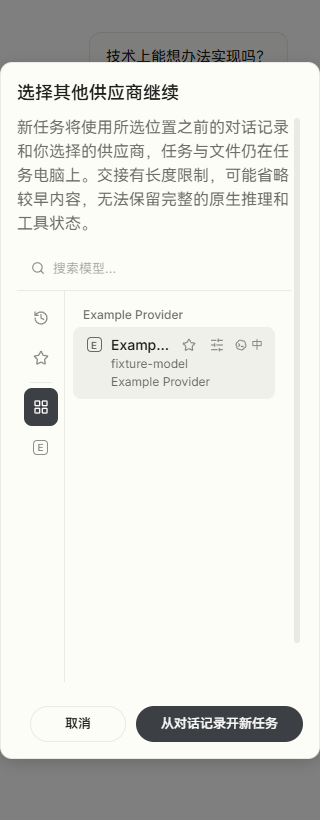 技术上能想办法实现吗？
选择其他供应商继续
新任务将使用所选位置之前的对话记录
和你选择的供应商，任务与文件仍在任
务电脑上。交接有长度限制，可能省略
较早内容，无法保留完整的原生推理和
工具状态。
搜索模型...
Example Provider
E Examp... 中
fixture-model
Example Provider
E
取消
从对话记录开新任务